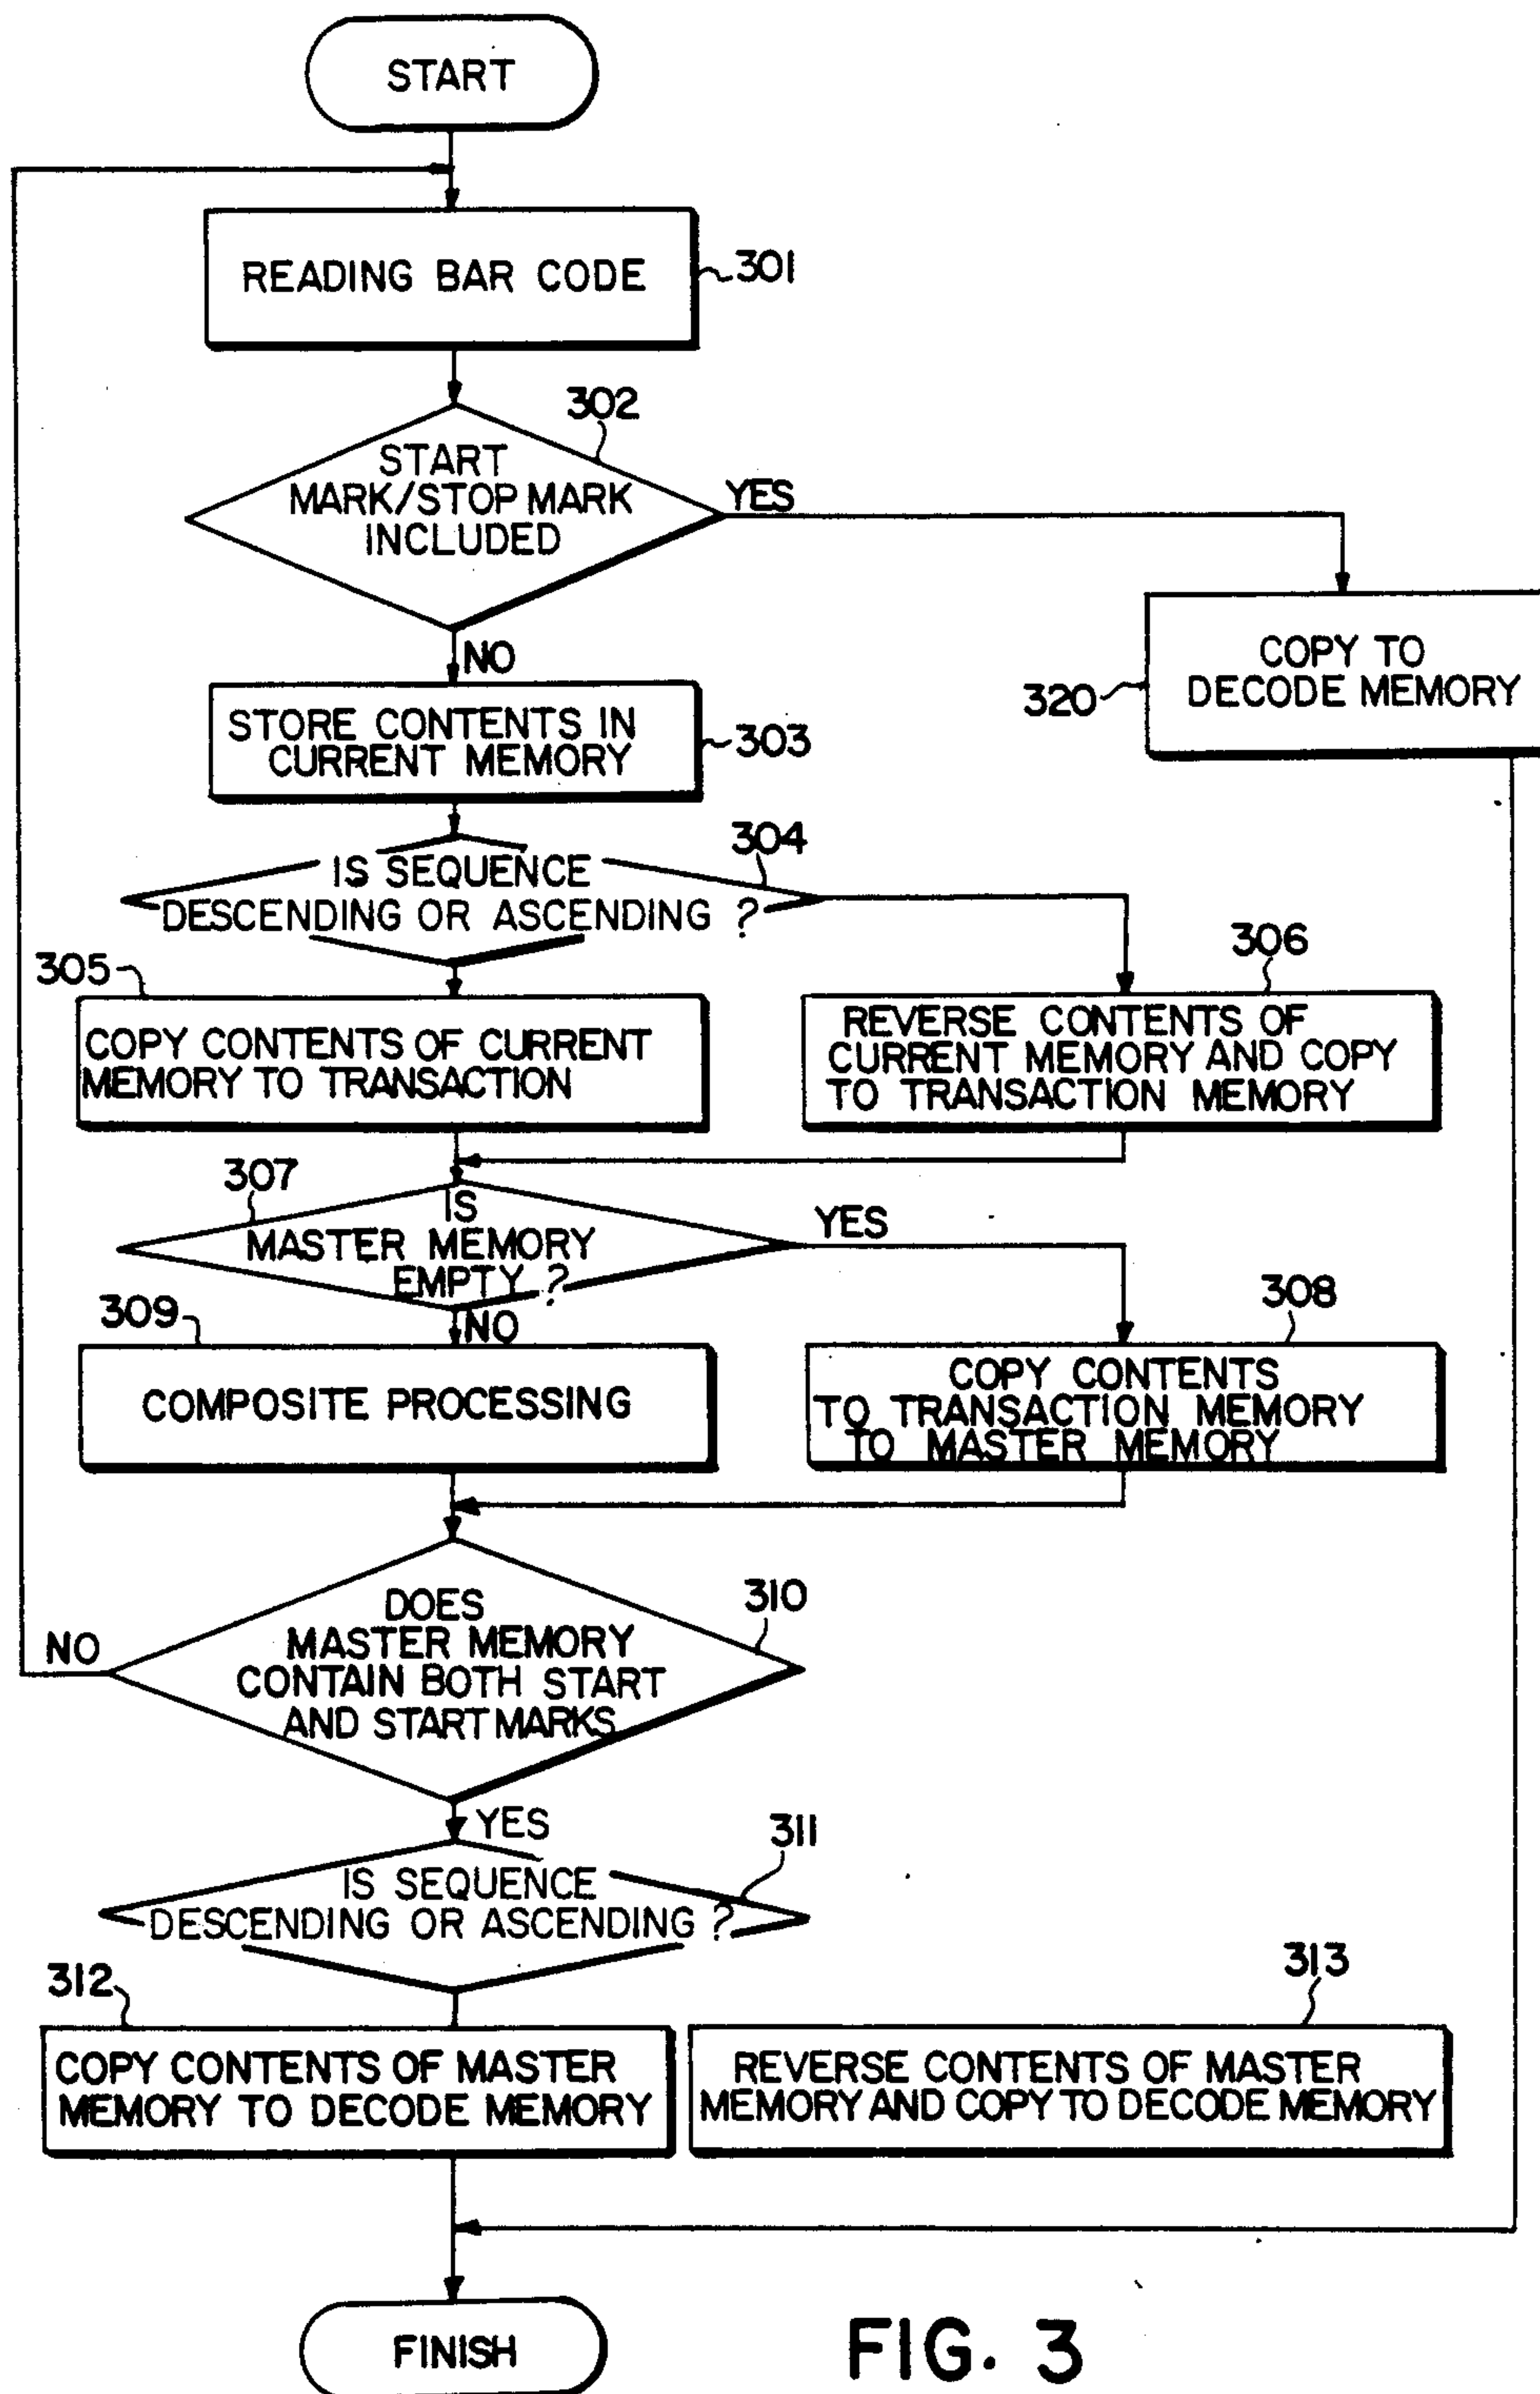 START
READING BAR CODE
301
302
START
MARK/STOP MARK
INCLUDED
YES
NO
COPY TO
DECODE MEMORY
320
STORE CONTENTS IN
CURRENT MEMORY
303
304
IS SEQUENCE
DESCENDING OR ASCENDING ?
305
COPY CONTENTS OF CURRENT
MEMORY TO TRANSACTION
306
REVERSE CONTENTS OF
CURRENT MEMORY AND COPY
TO TRANSACTION MEMORY
307
IS
MASTER MEMORY
EMPTY ?
YES
NO
309
COMPOSITE PROCESSING
308
COPY CONTENTS
TO TRANSACTION MEMORY
TO MASTER MEMORY
310
DOES
MASTER MEMORY
CONTAIN BOTH START
AND START MARKS
NO
YES
311
IS SEQUENCE
DESCENDING OR ASCENDING ?
312
COPY CONTENTS OF MASTER
MEMORY TO DECODE MEMORY
313
REVERSE CONTENTS OF MASTER
MEMORY AND COPY TO DECODE MEMORY
FINISH
FIG. 3